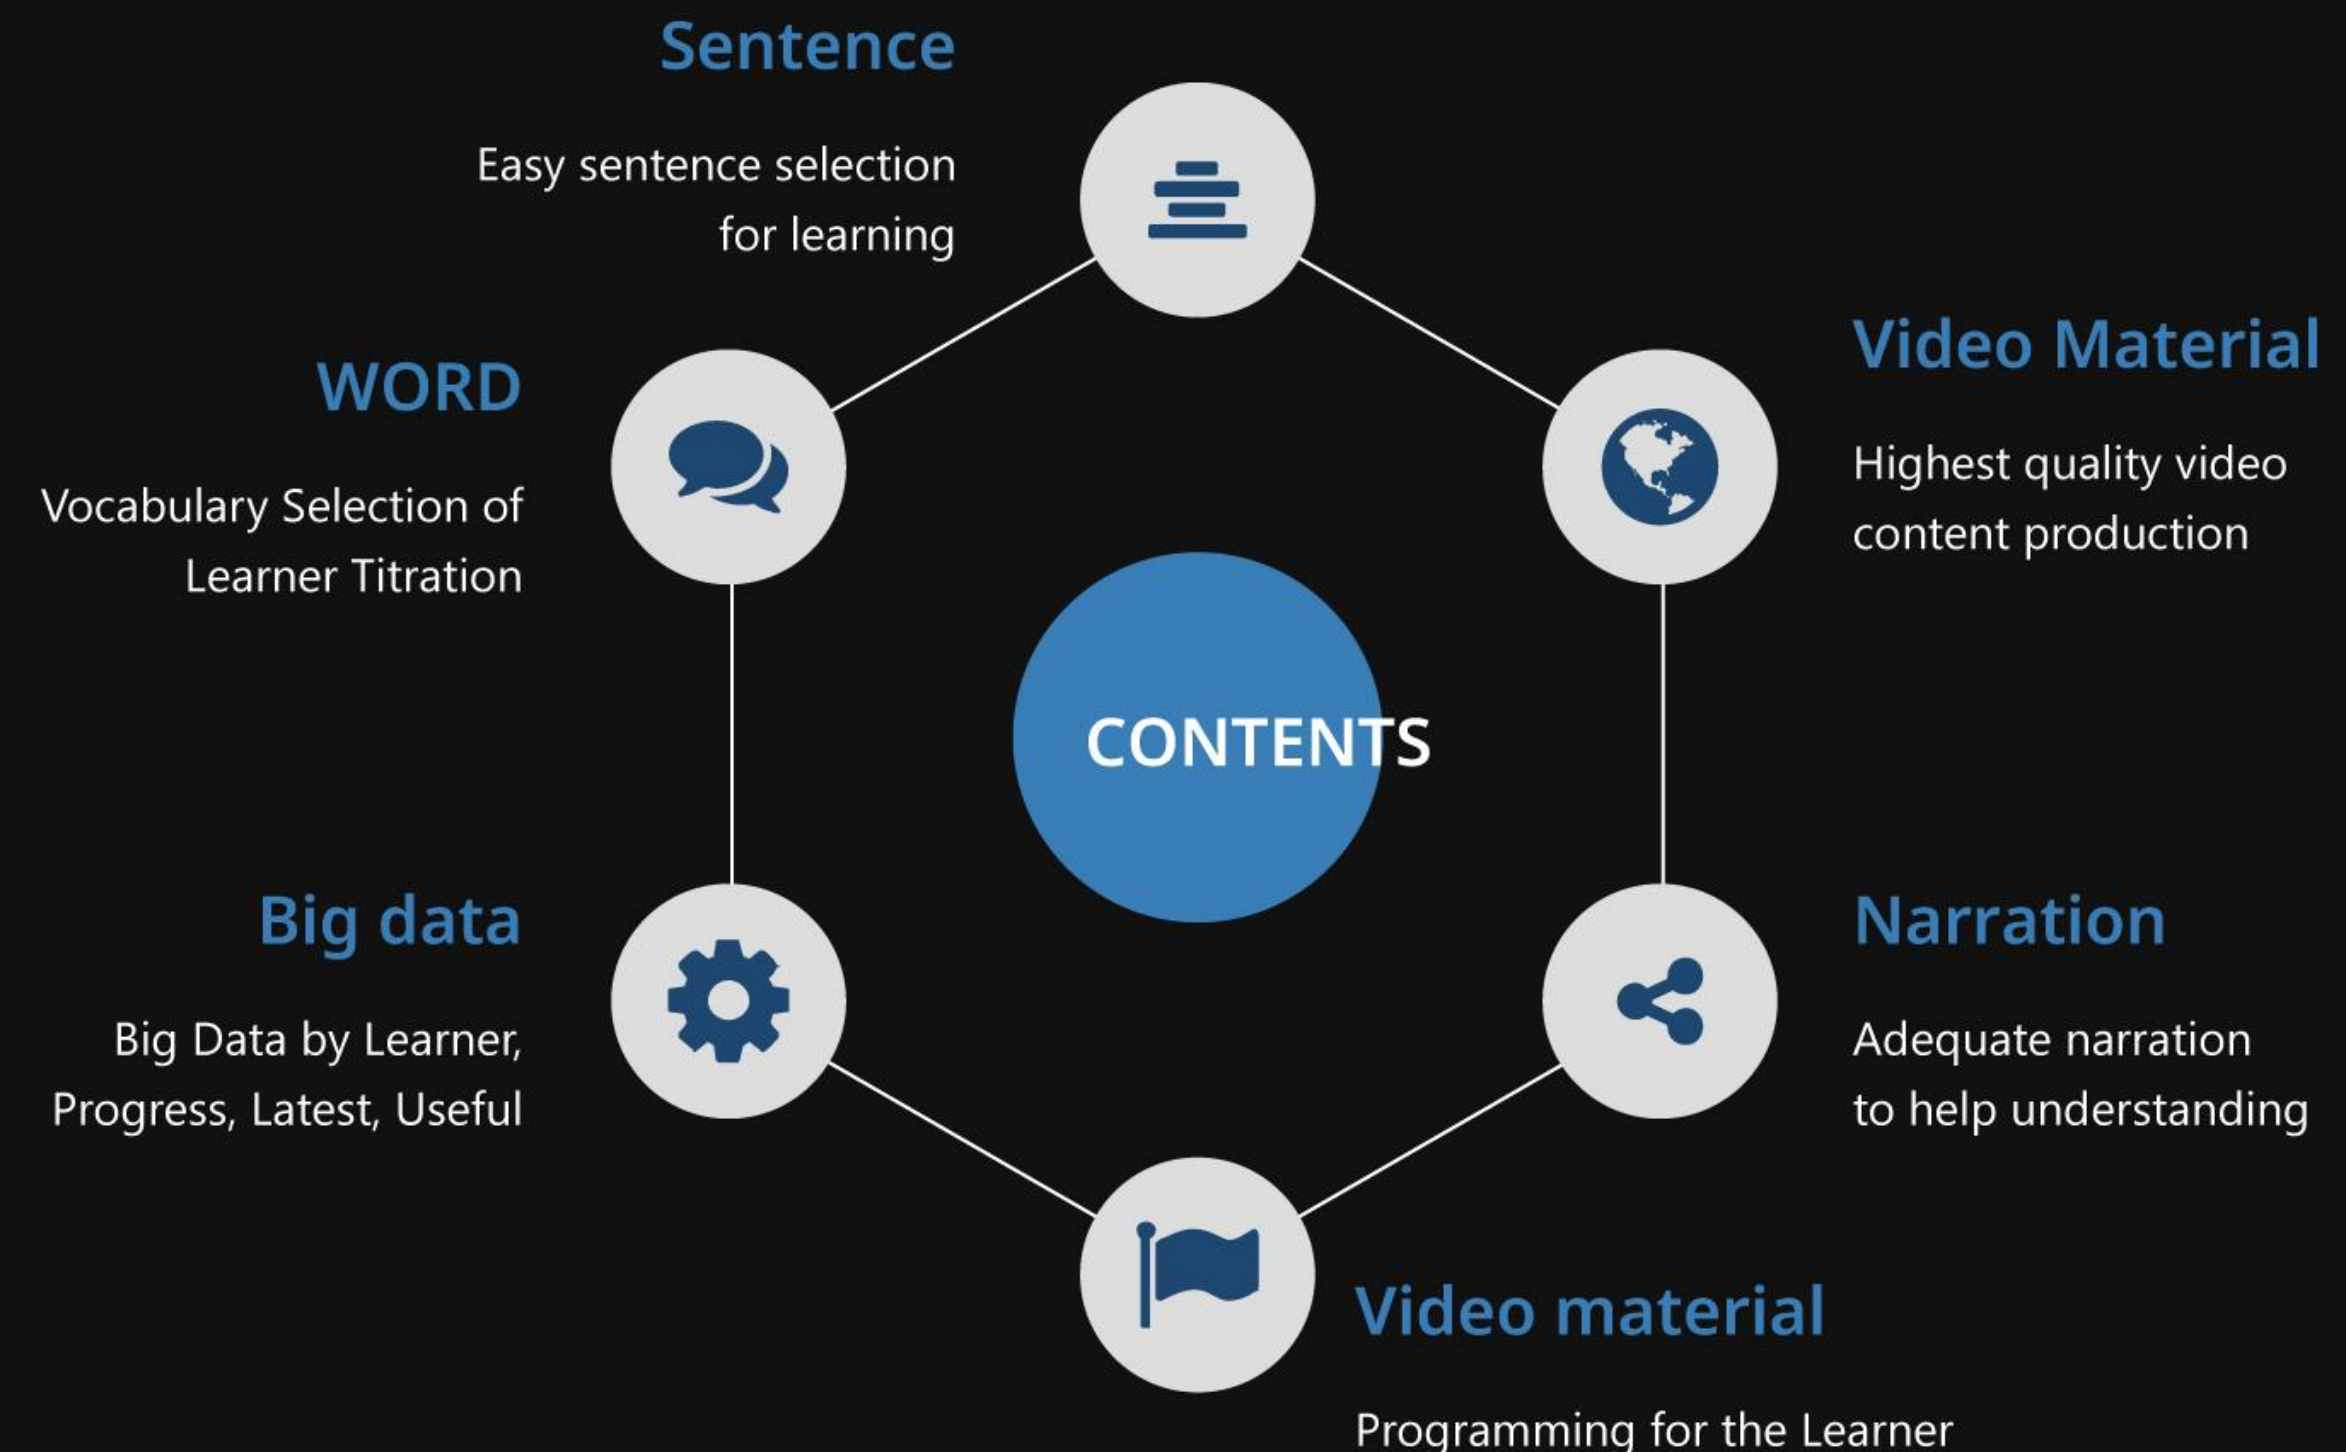 Sentence
Easy sentence selection
for learning
Video Material
Highest quality video
content production
WORD
Vocabulary Selection of
Learner Titration
CONTENTS
Big data
Big Data by Learner,
Progress, Latest, Useful
Narration
Adequate narration
to help understanding
Video material
Programming for the Learner